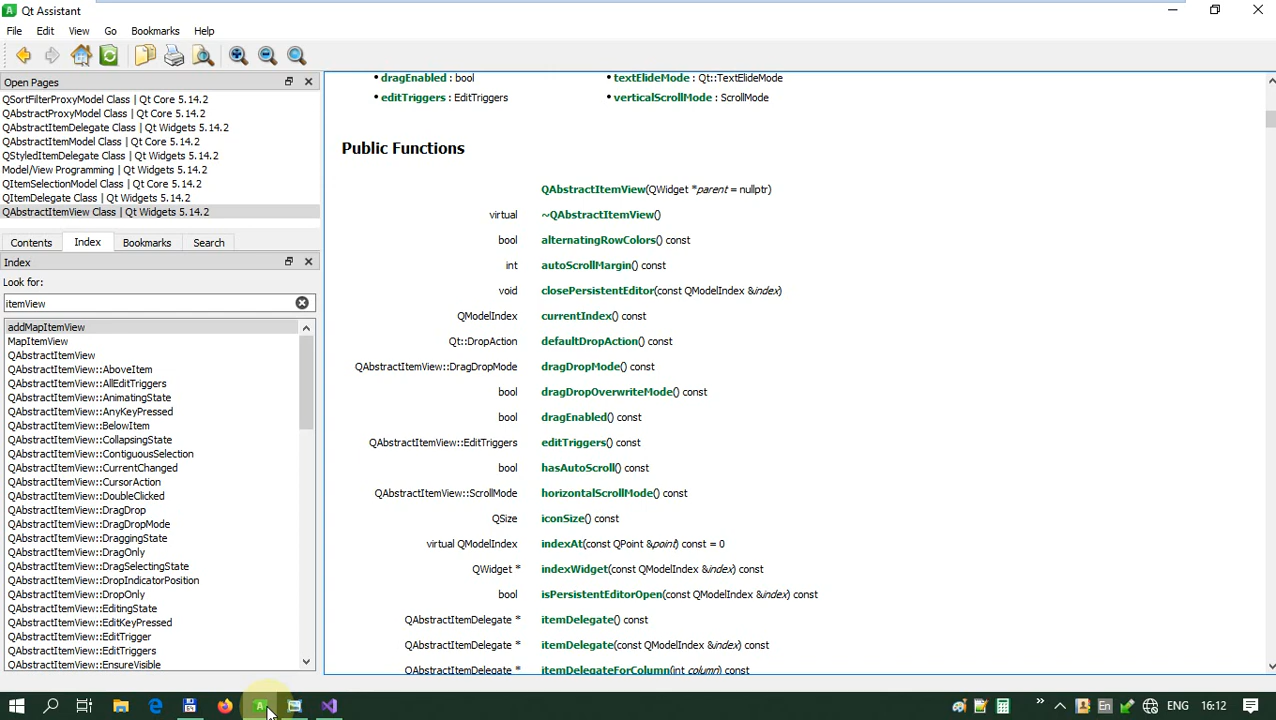 Qt Assistant
File Edit View Go Bookmarks Help
Open Pages
QSortFilterProxyModel Class | Qt Core 5.14.2
QAbstractProxyModel Class | Qt Core 5.14.2
QAbstractItemDelegate Class | Qt Widgets 5.14.2
QAbstractItemModel Class | Qt Core 5.14.2
QStyledItemDelegate Class | Qt Widgets 5.14.2
Model/View Programming | Qt Widgets 5.14.2
QItemSelectionModel Class | Qt Core 5.14.2
QItemDelegate Class | Qt Widgets 5.14.2
QAbstractItemView Class | Qt Widgets 5.14.2
Contents Index Bookmarks Search
Index
Look for:
itemView
addMapItemView
MapItemView
QAbstractItemView
QAbstractItemView::AboveItem
QAbstractItemView::AllEditTriggers
QAbstractItemView::AnimatingState
QAbstractItemView::AnyKeyPressed
QAbstractItemView::BelowItem
QAbstractItemView::CollapsingState
QAbstractItemView::ContiguousSelection
QAbstractItemView::CurrentChanged
QAbstractItemView::CursorAction
QAbstractItemView::DoubleClicked
QAbstractItemView::DragDrop
QAbstractItemView::DragDropMode
QAbstractItemView::DraggingState
QAbstractItemView::DragOnly
QAbstractItemView::DragSelectingState
QAbstractItemView::DropIndicatorPosition
QAbstractItemView::DropOnly
QAbstractItemView::EditingState
QAbstractItemView::EditKeyPressed
QAbstractItemView::EditTrigger
QAbstractItemView::EditTriggers
QAbstractItemView::EnsureVisible
• dragEnabled : bool • textElideMode : Qt::TextElideMode
• editTriggers : EditTriggers • verticalScrollMode : ScrollMode
Public Functions
QAbstractItemView(QWidget *parent = nullptr)
virtual ~QAbstractItemView()
bool alternatingRowColors() const
int autoScrollMargin() const
void closePersistentEditor(const QModelIndex &index)
QModelIndex currentIndex() const
Qt::DropAction defaultDropAction() const
QAbstractItemView::DragDropMode dragDropMode() const
bool dragDropOverwriteMode() const
bool dragEnabled() const
QAbstractItemView::EditTriggers editTriggers() const
bool hasAutoScroll() const
QAbstractItemView::ScrollMode horizontalScrollMode() const
QSize iconSize() const
virtual QModelIndex indexAt(const QPoint &point) const = 0
QWidget * indexWidget(const QModelIndex &index) const
bool isPersistentEditorOpen(const QModelIndex &index) const
QAbstractItemDelegate * itemDelegate() const
QAbstractItemDelegate * itemDelegate(const QModelIndex &index) const
QAbstractItemDelegate * itemDelegateForColumn(int column) const
En ENG 16:12